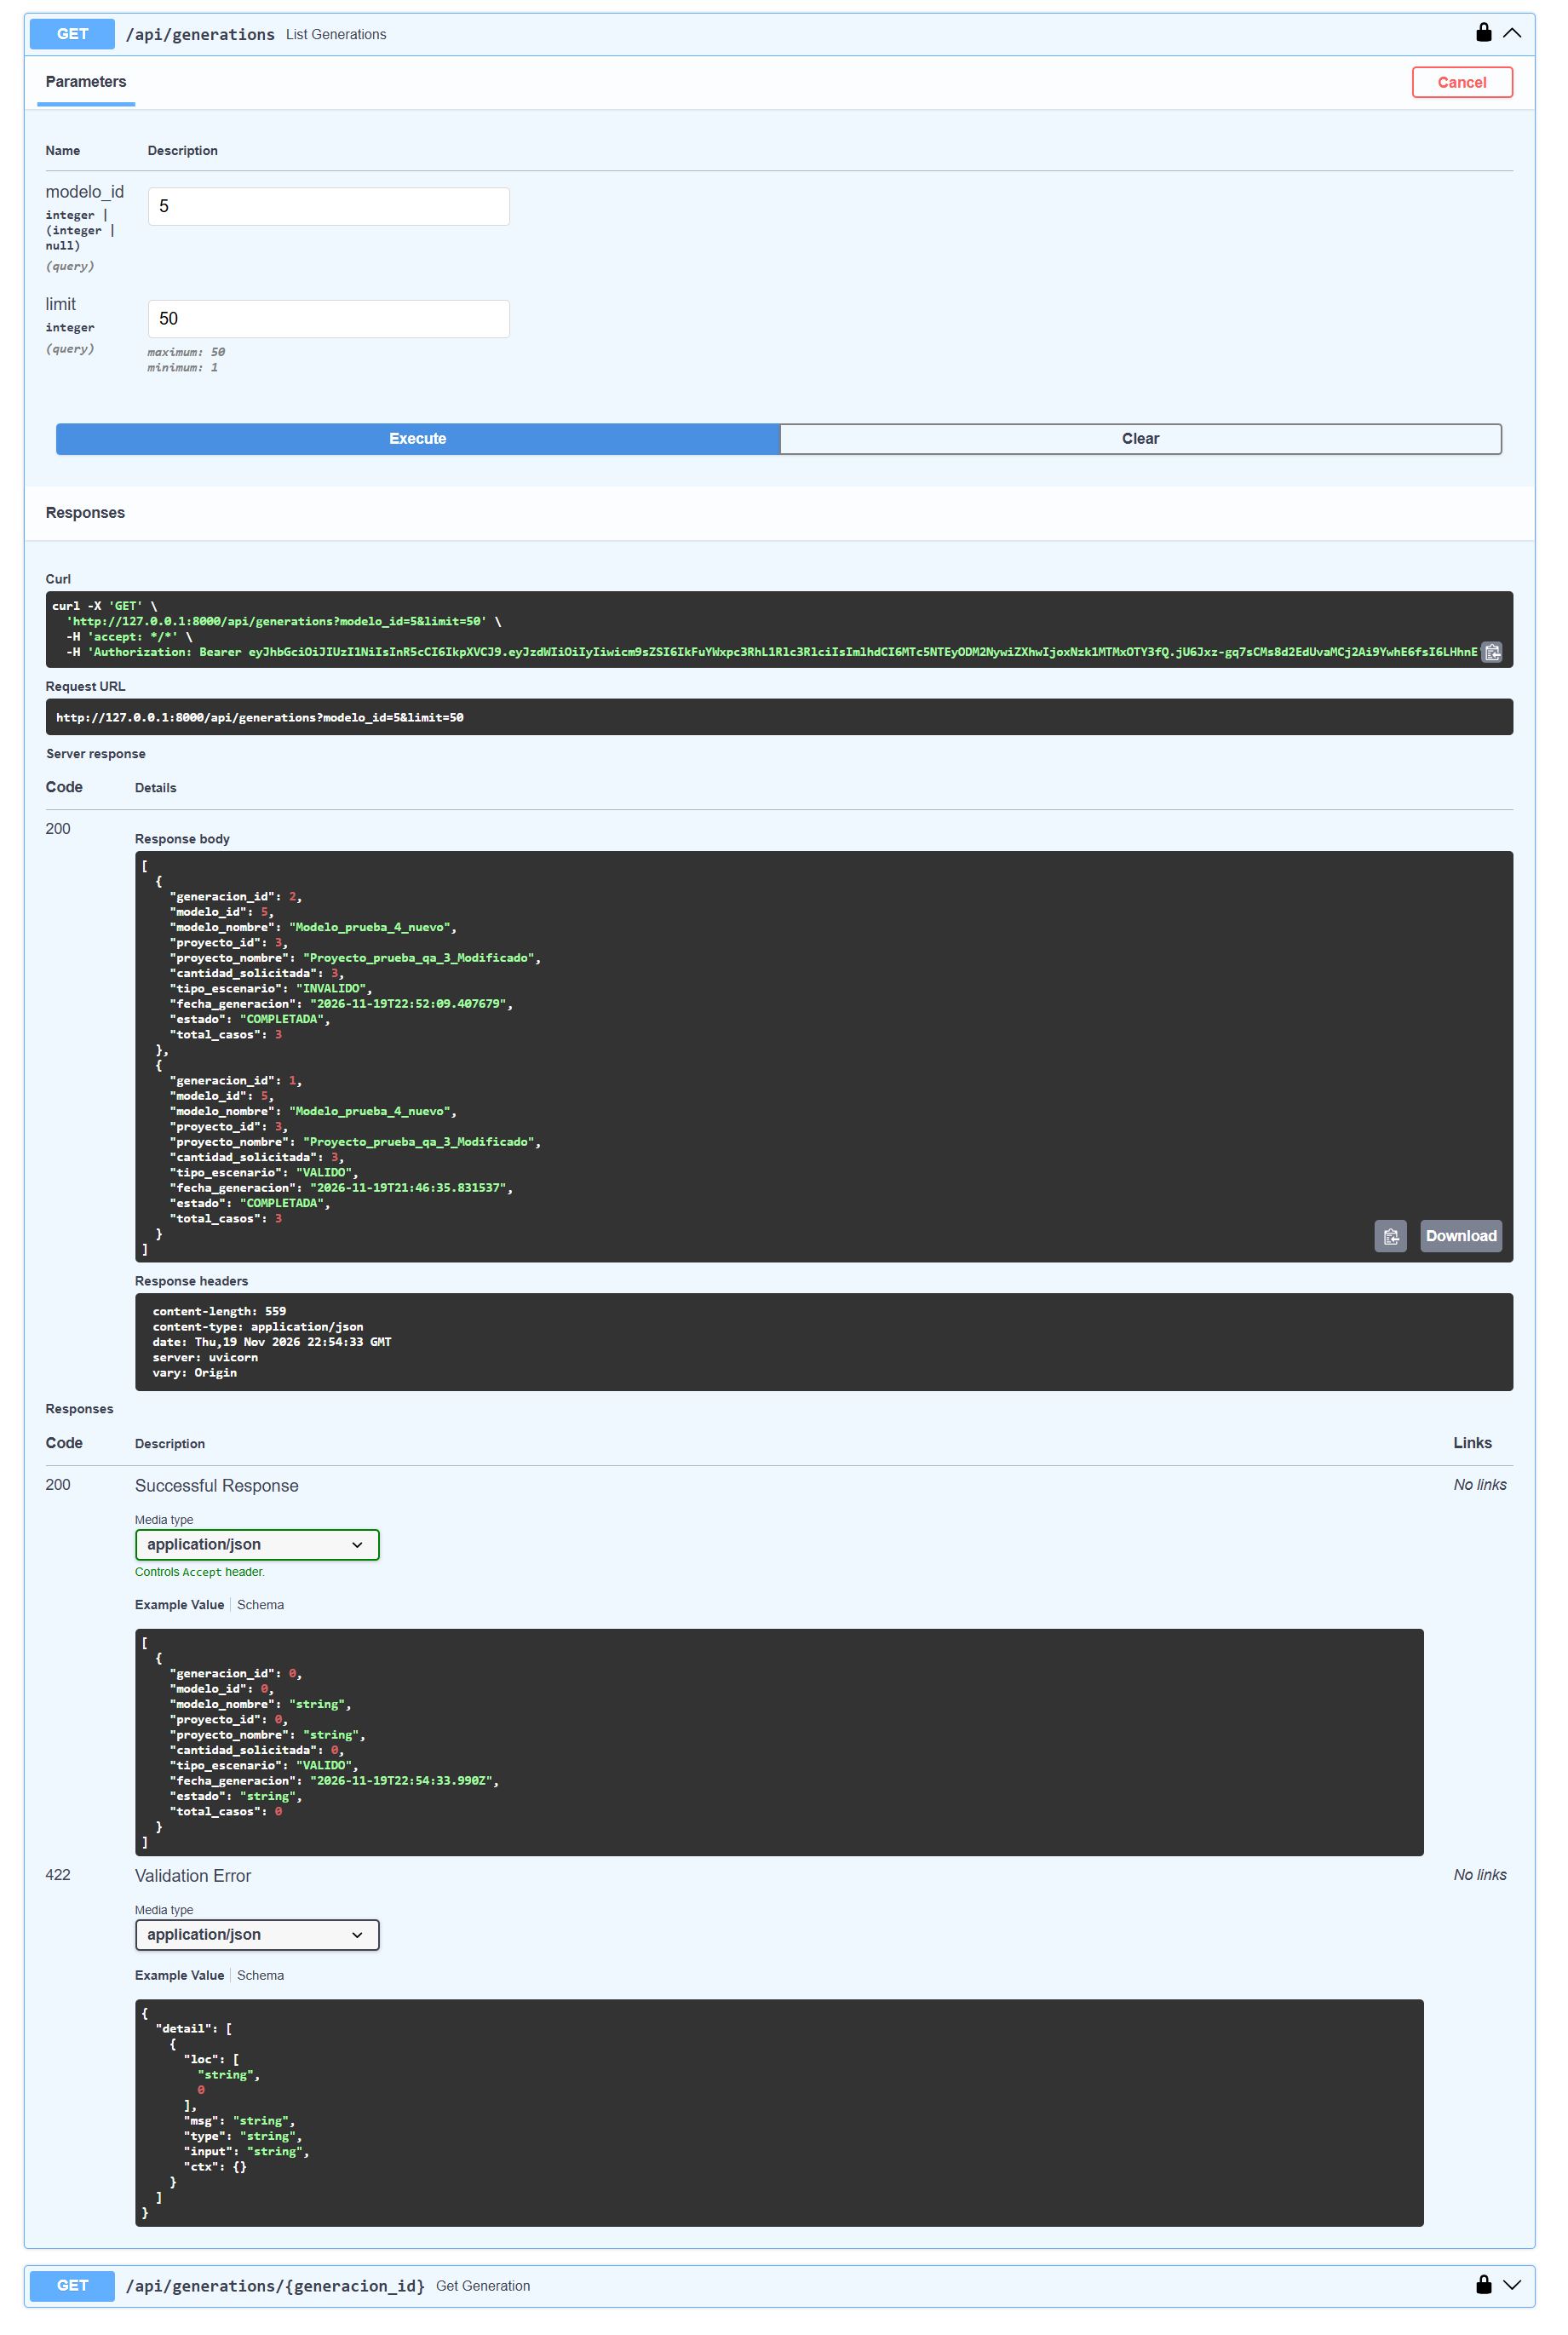 GET /api/generations List Generations
Parameters
Cancel
Name Description
modelo_id
integer |
(integer |
null)
(query)
5
limit
integer
(query)
50
maximum: 50
minimum: 1
Execute Clear
Responses
Curl
curl -X 'GET' \
'http://127.0.0.1:8000/api/generations?modelo_id=5&limit=50' \
-H 'accept: */*' \
-H 'Authorization: Bearer eyJhbGciOiJIUzI1NiIsInR5cCI6IkpXVCJ9.eyJzdWIiOiIyIiwicm9sZSI6IkFuYWxpc3RhL1Rlc3RlciIsImlhdCI6MTc5NTEyODM2NywiZXhwIjoxNzk1MTMxOTY3fQ.jU6Jxz-gq7sCMs8d2EdUvaMCj2Ai9YwhE6fsI6LHhnE'
Request URL
http://127.0.0.1:8000/api/generations?modelo_id=5&limit=50
Server response
Code Details
200
Response body
[
{
"generacion_id": 2,
"modelo_id": 5,
"modelo_nombre": "Modelo_prueba_4_nuevo",
"proyecto_id": 3,
"proyecto_nombre": "Proyecto_prueba_qa_3_Modificado",
"cantidad_solicitada": 3,
"tipo_escenario": "INVALIDO",
"fecha_generacion": "2026-11-19T22:52:09.407679",
"estado": "COMPLETADA",
"total_casos": 3
},
{
"generacion_id": 1,
"modelo_id": 5,
"modelo_nombre": "Modelo_prueba_4_nuevo",
"proyecto_id": 3,
"proyecto_nombre": "Proyecto_prueba_qa_3_Modificado",
"cantidad_solicitada": 3,
"tipo_escenario": "VALIDO",
"fecha_generacion": "2026-11-19T21:46:35.831537",
"estado": "COMPLETADA",
"total_casos": 3
}
]
Download
Response headers
content-length: 559
content-type: application/json
date: Thu,19 Nov 2026 22:54:33 GMT
server: uvicorn
vary: Origin
Responses
Code Description Links
200 Successful Response No links
Media type
application/json
Controls Accept header.
Example Value Schema
[
{
"generacion_id": 0,
"modelo_id": 0,
"modelo_nombre": "string",
"proyecto_id": 0,
"proyecto_nombre": "string",
"cantidad_solicitada": 0,
"tipo_escenario": "VALIDO",
"fecha_generacion": "2026-11-19T22:54:33.990Z",
"estado": "string",
"total_casos": 0
}
]
422 Validation Error No links
Media type
application/json
Example Value Schema
{
"detail": [
{
"loc": [
"string",
0
],
"msg": "string",
"type": "string",
"input": "string",
"ctx": {}
}
]
}
GET /api/generations/{generacion_id} Get Generation